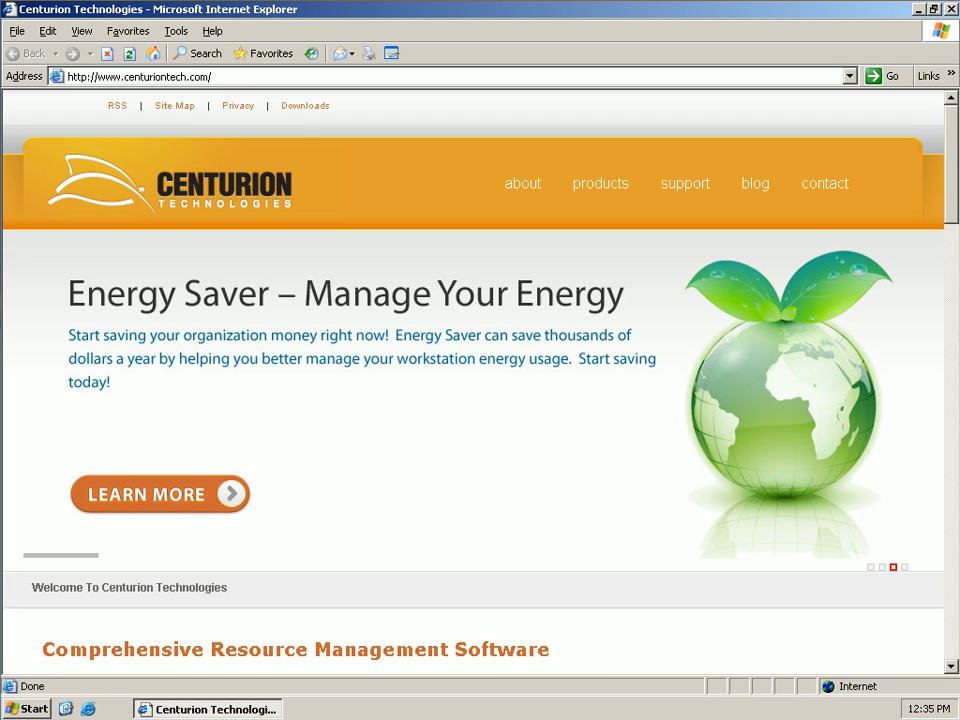 Centurion Technologies - Microsoft Internet Explorer
File Edit View Favorites Tools Help
Back Search Favorites
Address http://www.centuriontech.com/ Go Links »
RSS | Site Map | Privacy | Downloads
CENTURION
TECHNOLOGIES
about products support blog contact
Energy Saver – Manage Your Energy
Start saving your organization money right now! Energy Saver can save thousands of
dollars a year by helping you better manage your workstation energy usage. Start saving
today!
LEARN MORE
Welcome To Centurion Technologies
Comprehensive Resource Management Software
Done Internet
Start Centurion Technologi... 12:35 PM